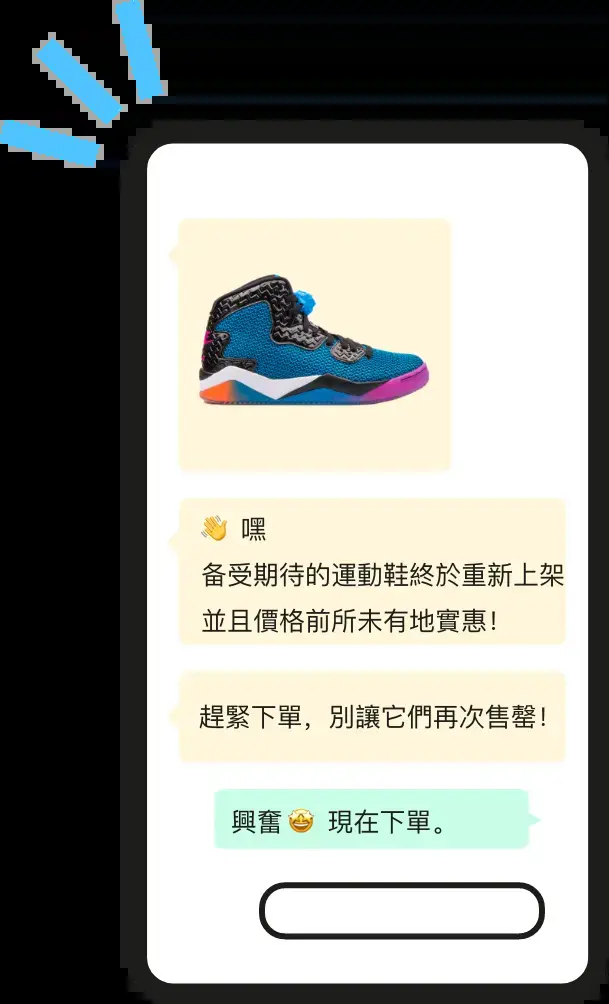 👋 嘿
备受期待的運動鞋終於重新上架
並且價格前所未有地實惠！
趕緊下單，別讓它們再次售罄！
興奮🤩 現在下單。